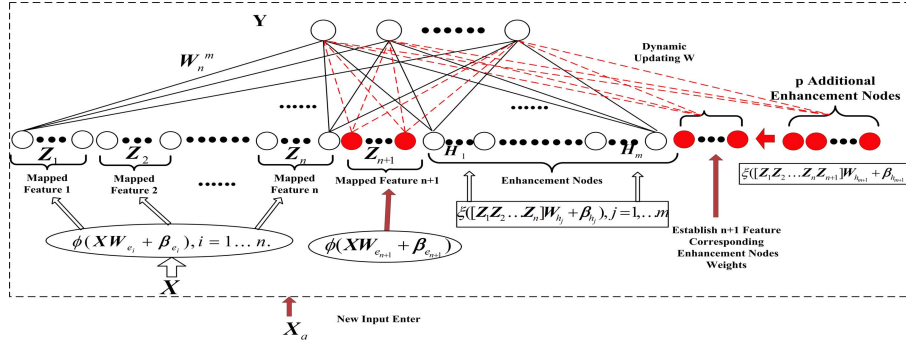 Y
W_n^m
Dynamic
Updating W
p Additional
Enhancement Nodes
Z_1
Z_2
Z_n
Z_{n+1}
H_1
H_m
Mapped
Feature 1
Mapped
Feature 2
Mapped
Feature n
Mapped Feature n+1
Enhancement Nodes
ξ([Z_1Z_2...Z_nZ_{n+1}]W_{h_{m+1}} + β_{h_{m+1}}
ξ([Z_1Z_2...Z_n]W_{h_j} + β_{h_j}), j = 1,...m
ϕ(XW_{e_i} + β_{e_i}), i = 1... n.
ϕ(XW_{e_{n+1}} + β_{e_{n+1}})
Establish n+1 Feature
Corresponding
Enhancement Nodes
Weights
X
X_a
New Input Enter